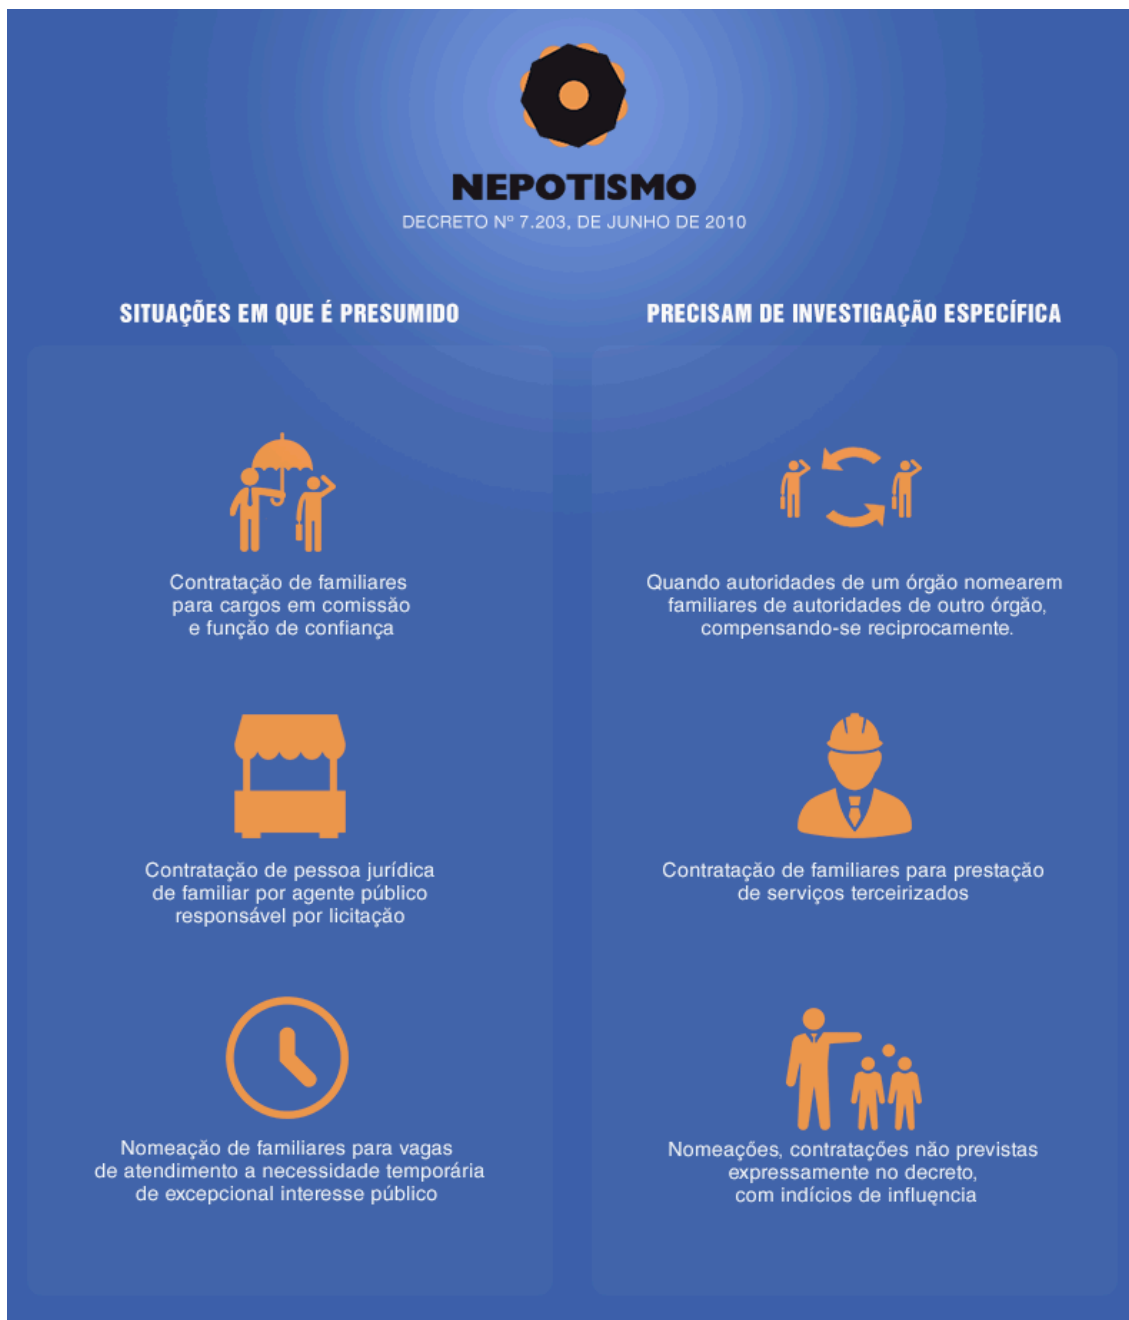 NEPOTISMO
DECRETO Nº 7.203, DE JUNHO DE 2010
SITUAÇÕES EM QUE É PRESUMIDO
Contratação de familiares
para cargos em comissão
e função de confiança
Contratação de pessoa jurídica
de familiar por agente público
responsável por licitação
Nomeação de familiares para vagas
de atendimento a necessidade temporária
de excepcional interesse público
PRECISAM DE INVESTIGAÇÃO ESPECÍFICA
Quando autoridades de um órgão nomearem
familiares de autoridades de outro órgão,
compensando-se reciprocamente.
Contratação de familiares para prestação
de serviços terceirizados
Nomeações, contratações não previstas
expressamente no decreto,
com indícios de influęncia